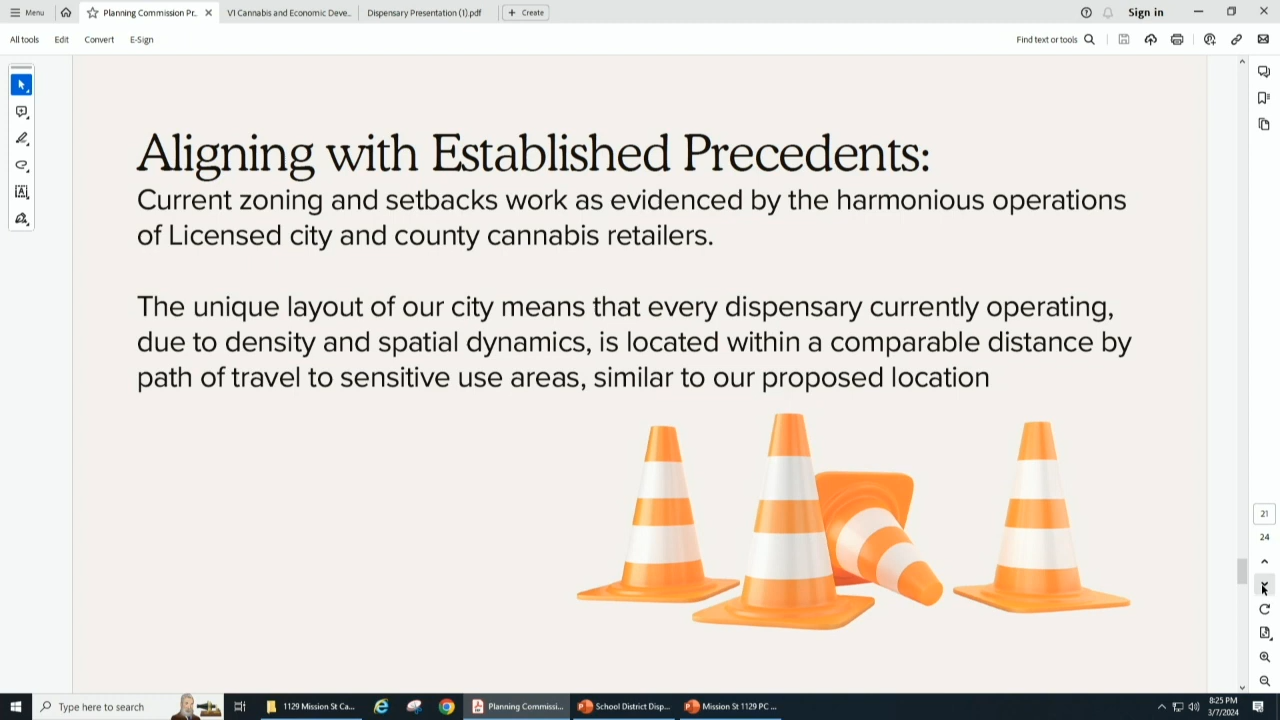 Menu
Planning Commission Pr..
VI Cannabis and Economic Deve..
Dispensary Presentation (1).pdf
+ Create
Sign in
All tools
Edit
Convert
E-Sign
Find text or tools
Aligning with Established Precedents:
Current zoning and setbacks work as evidenced by the harmonious operations
of Licensed city and county cannabis retailers.
The unique layout of our city means that every dispensary currently operating,
due to density and spatial dynamics, is located within a comparable distance by
path of travel to sensitive use areas, similar to our proposed location
21
24
Type here to search
1129 Mission St Ca...
Planning Commissi...
School District Disp...
Mission St 1129 PC ...
8:25 PM
3/7/2024